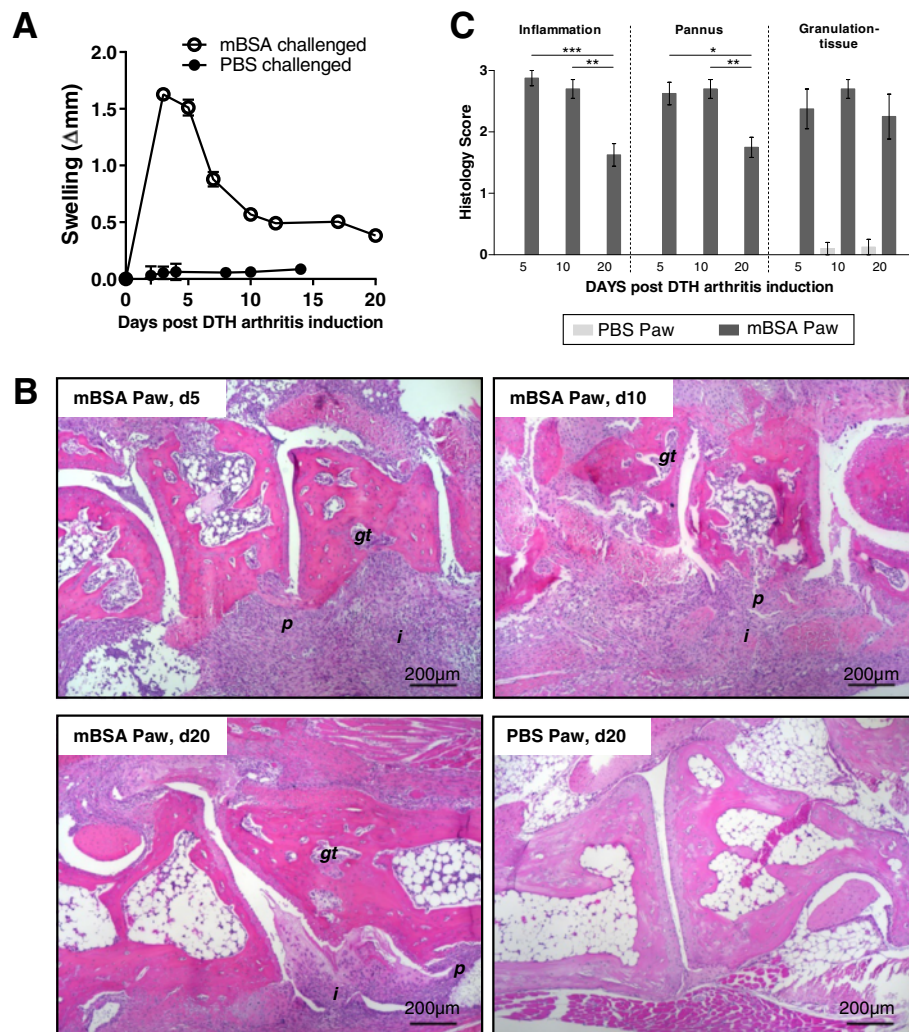 A
mBSA challenged
PBS challenged
2.0
1.5
1.0
0.5
0.0
Swelling (Δmm)
0 5 10 15 20
Days post DTH arthritis induction
C
Inflammation Pannus Granulation-
tissue
*** *
** **
3
2
1
0
Histology Score
5 10 20 5 10 20 5 10 20
DAYS post DTH arthritis induction
PBS Paw mBSA Paw
B
mBSA Paw, d5
gt
p
i
200µm
mBSA Paw, d10
gt
p
i
200µm
mBSA Paw, d20
gt
p
i
200µm
PBS Paw, d20
200µm